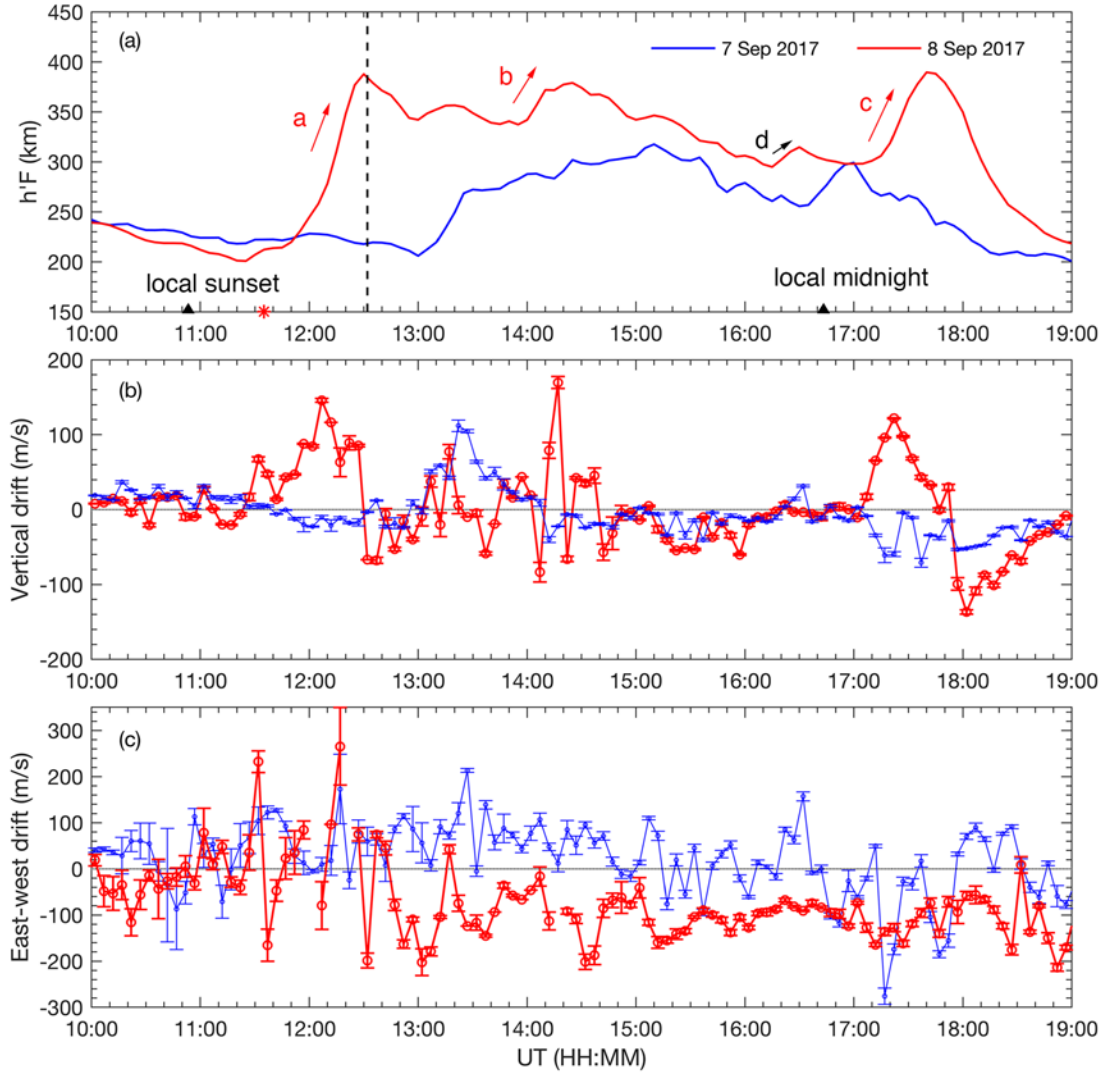 (a)
7 Sep 2017
8 Sep 2017
a
b
c
d
local sunset
local midnight
h'F (km)
450
400
350
300
250
200
150
10:00 11:00 12:00 13:00 14:00 15:00 16:00 17:00 18:00 19:00
(b)
Vertical drift (m/s)
200
100
0
-100
-200
10:00 11:00 12:00 13:00 14:00 15:00 16:00 17:00 18:00 19:00
(c)
East-west drift (m/s)
300
200
100
0
-100
-200
-300
10:00 11:00 12:00 13:00 14:00 15:00 16:00 17:00 18:00 19:00
UT (HH:MM)